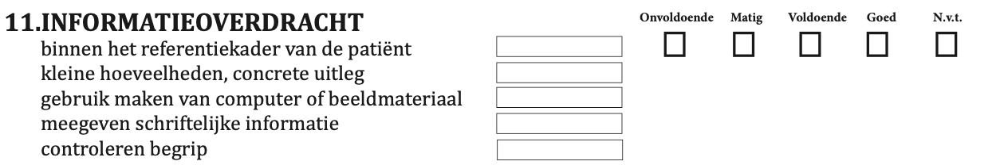 11.INFORMATIEOVERDRACHT Onvoldoende Matig Voldoende Goed N.v.t.
binnen het referentiekader van de patiënt
kleine hoeveelheden, concrete uitleg
gebruik maken van computer of beeldmateriaal
meegeven schriftelijke informatie
controleren begrip